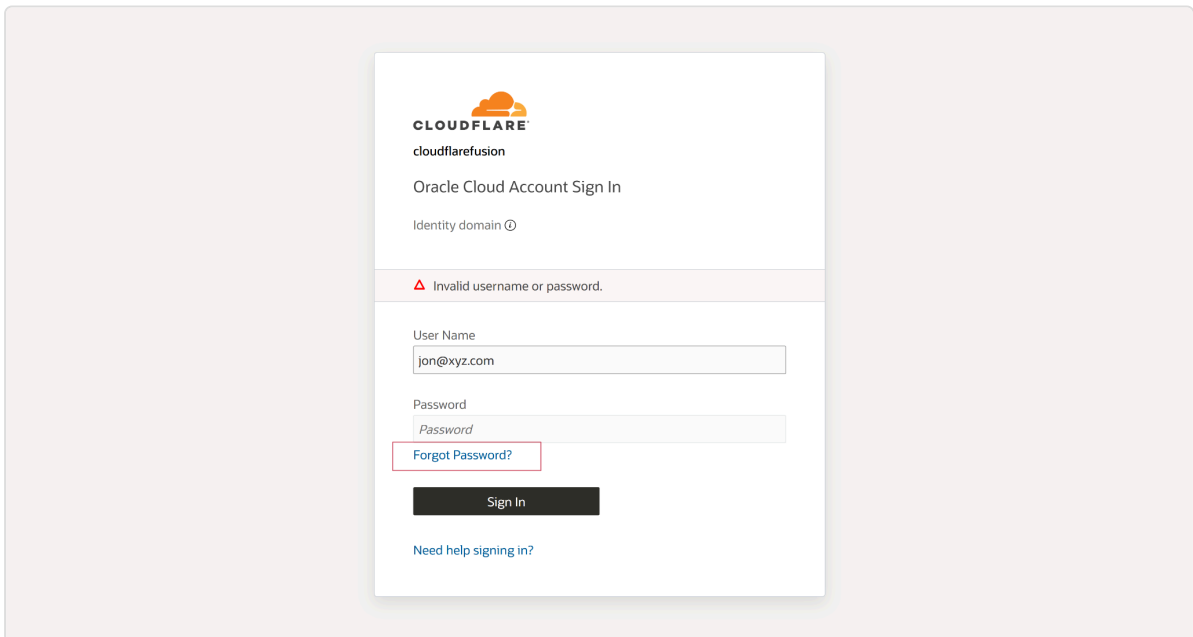 CLOUDFLARE
cloudflarefusion
Oracle Cloud Account Sign In
Identity domain
Invalid username or password.
User Name
jon@xyz.com
Password
Password
Forgot Password?
Sign In
Need help signing in?